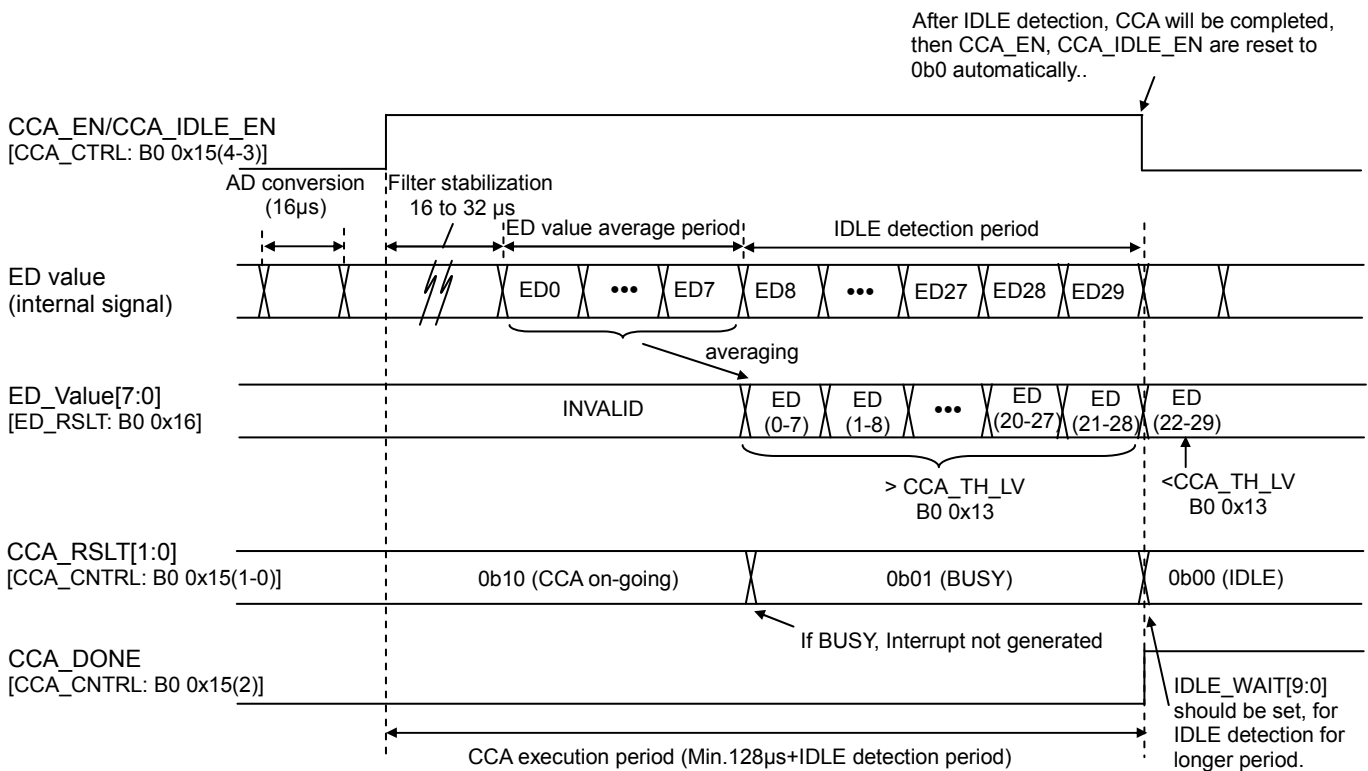 After IDLE detection, CCA will be completed,
then CCA_EN, CCA_IDLE_EN are reset to
0b0 automatically..
CCA_EN/CCA_IDLE_EN
[CCA_CTRL: B0 0x15(4-3)]
AD conversion
(16µs)
Filter stabilization
16 to 32 µs
ED value average period
IDLE detection period
ED value
(internal signal)
ED0 ••• ED7 ED8 ••• ED27 ED28 ED29
averaging
ED_Value[7:0]
[ED_RSLT: B0 0x16]
INVALID
ED
(0-7)
ED
(1-8)
•••
ED
(20-27)
ED
(21-28)
ED
(22-29)
> CCA_TH_LV
B0 0x13
<CCA_TH_LV
B0 0x13
CCA_RSLT[1:0]
[CCA_CNTRL: B0 0x15(1-0)]
0b10 (CCA on-going)
0b01 (BUSY)
0b00 (IDLE)
If BUSY, Interrupt not generated
CCA_DONE
[CCA_CNTRL: B0 0x15(2)]
IDLE_WAIT[9:0]
should be set, for
IDLE detection for
longer period.
CCA execution period (Min.128µs+IDLE detection period)